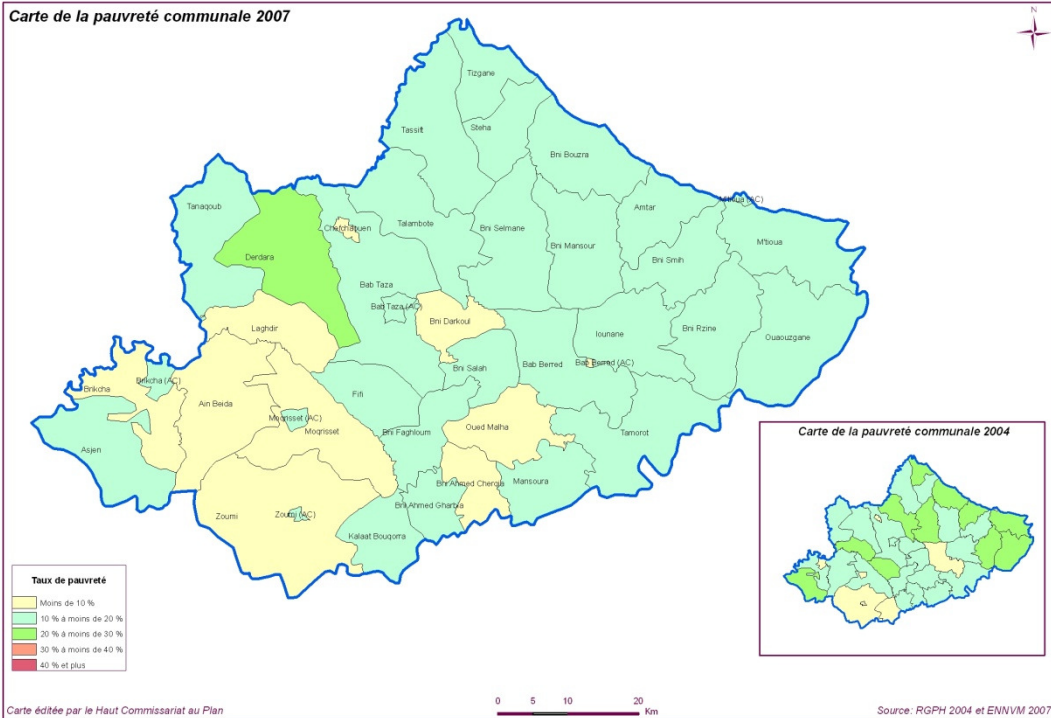 Carte de la pauvreté communale 2007
N
Tizgane
Steha
Tassift
Bni Bouzra
Tanaqoub
M'tioua (AC)
Amtar
Chefchaouen
Talambote
Bni Selmane
M'tioua
Derdara
Bni Mansour
Bni Smih
Bab Taza
Bab Taza (AC)
Bni Darkoul
Laghdir
Iounane
Bni Rzine
Ouaouzgane
Bab Berred
Bab Berred (AC)
Bni Salah
Brikcha (AC)
Brikcha
Fifi
Ain Beida
Moqrisset (AC)
Moqrisset
Oued Malha
Bni Faghloum
Tamorot
Asjen
Bni Ahmed Cherqia
Mansoura
Bni Ahmed Gharbia
Zoumi
Zoumi (AC)
Kalaat Bouqorra
Carte de la pauvreté communale 2004
Taux de pauvreté
Moins de 10 %
10 % à moins de 20 %
20 % à moins de 30 %
30 % à moins de 40 %
40 % et plus
0 5 10 20
Km
Carte éditée par le Haut Commissariat au Plan
Source: RGPH 2004 et ENNVM 2007